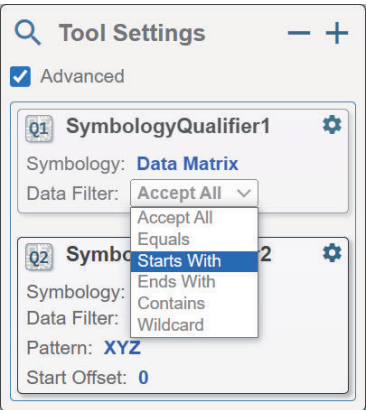 Tool Settings
Advanced
Q1 SymbologyQualifier1
Symbology: Data Matrix
Data Filter: Accept All
Accept All
Equals
Starts With
Ends With
Contains
Wildcard
Q2 Symbo 2
Symbology:
Data Filter:
Pattern: XYZ
Start Offset: 0